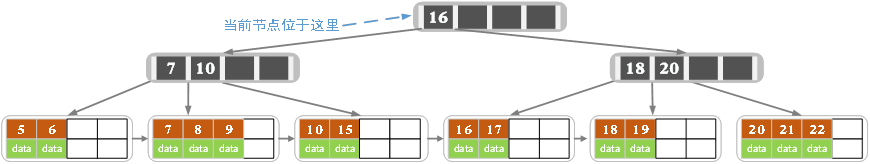 当前节点位于这里
16
7 10
18 20
5 6
data data
7 8 9
data data data
10 15
data data
16 17
data data
18 19
data data
20 21 22
data data data